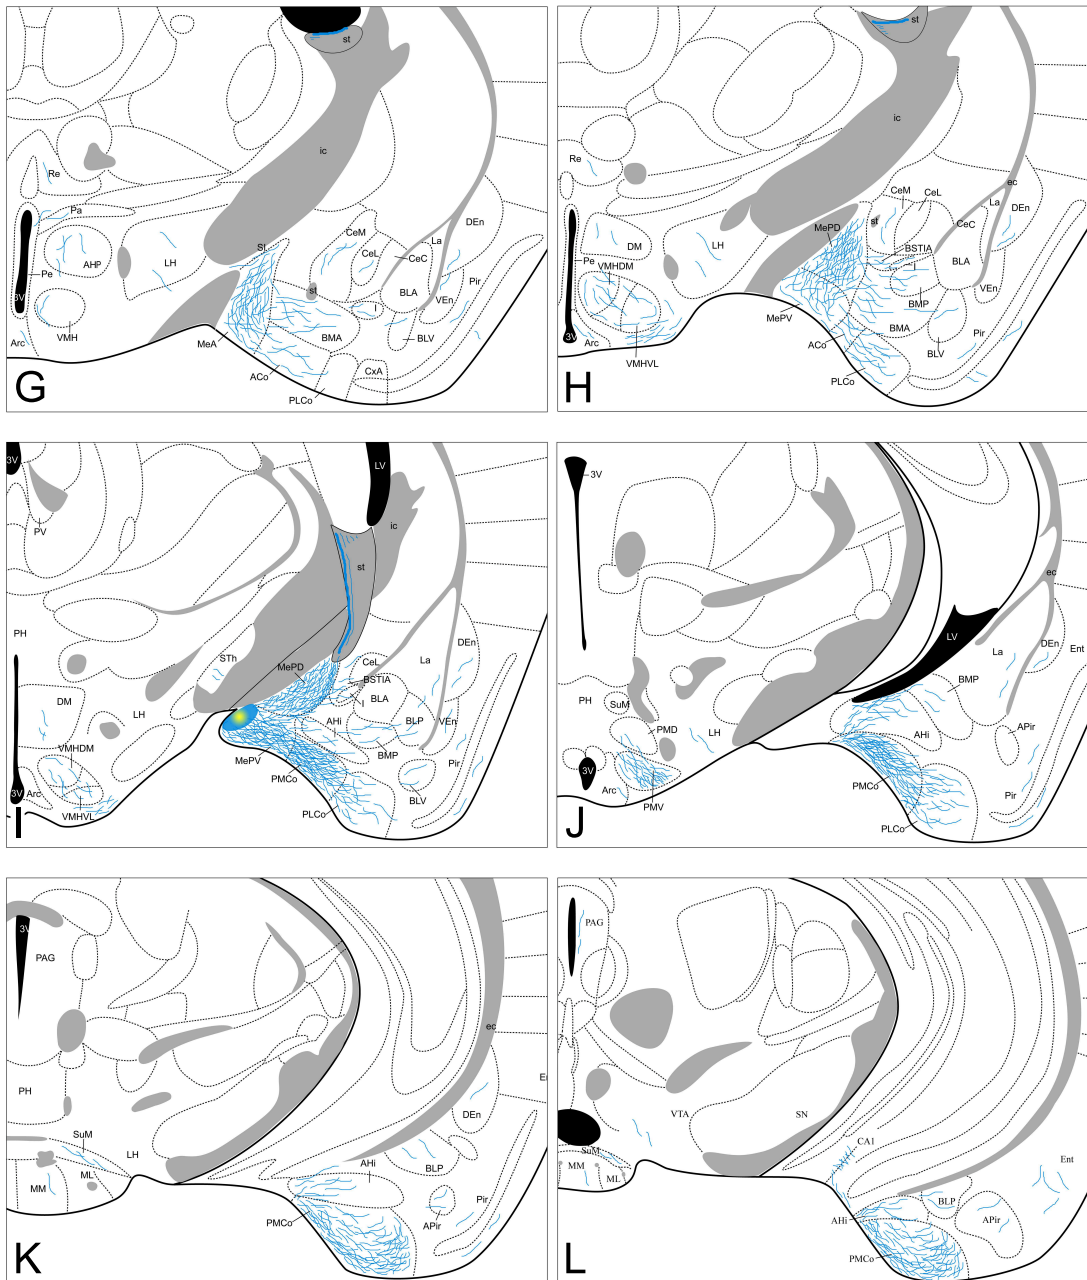 st
ic
Re
Pa
AHP
Pe
3V
VMH
Arc
LH
SI
CeM
CeL
CeC
La
DEn
st
I
BLA
VEn
Pir
MeA
BMA
BLV
ACo
CxA
PLCo
G
st
ic
Re
ec
CeM
CeL
CeC
La
DEn
MePD
st
DM
LH
BSTIA
Pe
VMHDM
I
BLA
BMP
VEn
MePV
3V
Arc
VMHVL
ACo
BMA
BLV
Pir
PLCo
H
3V
LV
PV
ic
st
PH
STh
MePD
CeL
La
DEn
BSTIA
DM
LH
I
BLA
AHi
BLP
VEn
VMHDM
MePV
BMP
3V
Arc
PMCo
Pir
VMHVL
PLCo
BLV
I
3V
ec
LV
DEn
Ent
La
PH
SuM
BMP
PMD
LH
AHi
APir
3V
Arc
PMV
PMCo
Pir
PLCo
J
3V
PAG
ec
PH
En
DEn
SuM
LH
AHi
BLP
MM
ML
PMCo
APir
Pir
K
PAG
VTA
SN
CA1
SuM
MM
ML
Ent
BLP
AHi
APir
PMCo
L